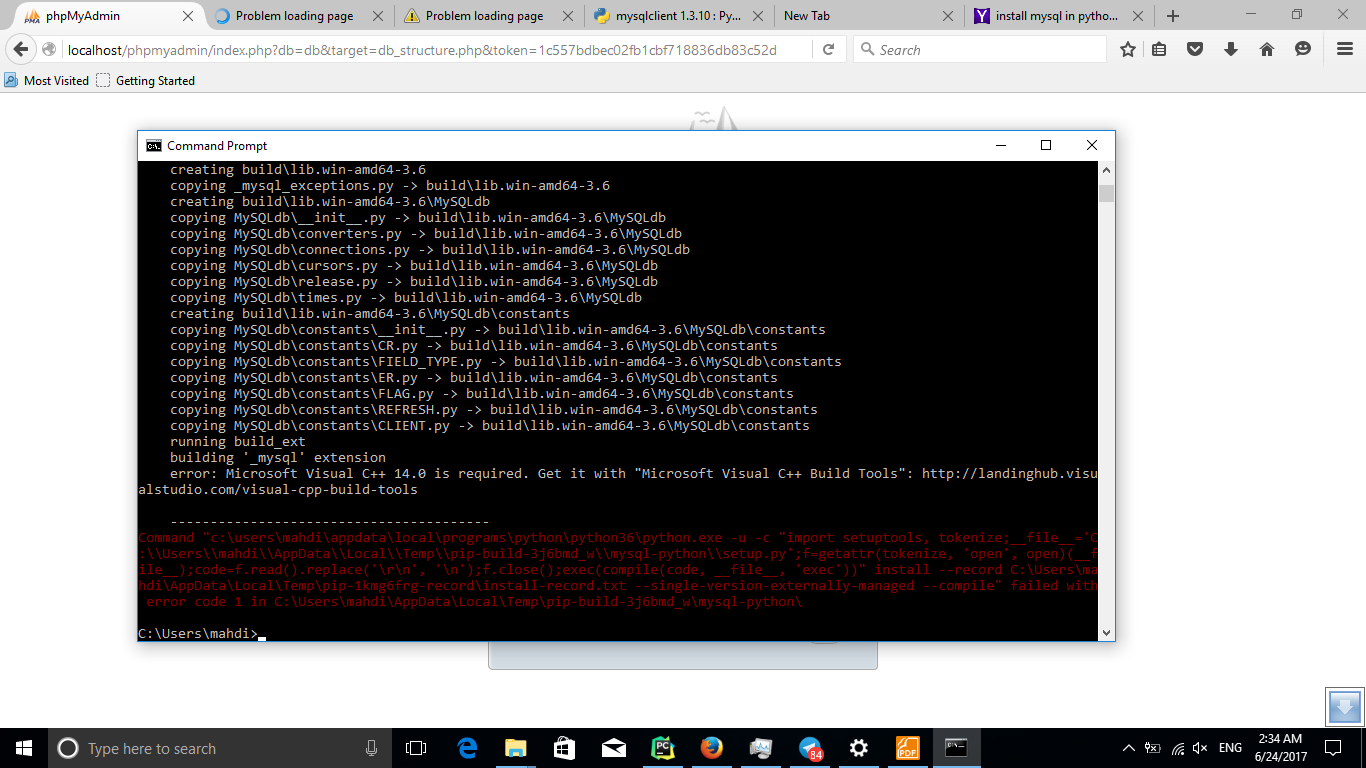 phpMyAdmin
Problem loading page
Problem loading page
mysqlclient 1.3.10 : Py...
New Tab
install mysql in pytho...
localhost/phpmyadmin/index.php?db=db&target=db_structure.php&token=1c557bdbec02fb1cbf718836db83c52d
Search
Most Visited
Getting Started
Command Prompt
creating build\lib.win-amd64-3.6
copying _mysql_exceptions.py -> build\lib.win-amd64-3.6
creating build\lib.win-amd64-3.6\MySQLdb
copying MySQLdb\__init__.py -> build\lib.win-amd64-3.6\MySQLdb
copying MySQLdb\converters.py -> build\lib.win-amd64-3.6\MySQLdb
copying MySQLdb\connections.py -> build\lib.win-amd64-3.6\MySQLdb
copying MySQLdb\cursors.py -> build\lib.win-amd64-3.6\MySQLdb
copying MySQLdb\release.py -> build\lib.win-amd64-3.6\MySQLdb
copying MySQLdb\times.py -> build\lib.win-amd64-3.6\MySQLdb
creating build\lib.win-amd64-3.6\MySQLdb\constants
copying MySQLdb\constants\__init__.py -> build\lib.win-amd64-3.6\MySQLdb\constants
copying MySQLdb\constants\CR.py -> build\lib.win-amd64-3.6\MySQLdb\constants
copying MySQLdb\constants\FIELD_TYPE.py -> build\lib.win-amd64-3.6\MySQLdb\constants
copying MySQLdb\constants\ER.py -> build\lib.win-amd64-3.6\MySQLdb\constants
copying MySQLdb\constants\FLAG.py -> build\lib.win-amd64-3.6\MySQLdb\constants
copying MySQLdb\constants\REFRESH.py -> build\lib.win-amd64-3.6\MySQLdb\constants
copying MySQLdb\constants\CLIENT.py -> build\lib.win-amd64-3.6\MySQLdb\constants
running build_ext
building '_mysql' extension
error: Microsoft Visual C++ 14.0 is required. Get it with "Microsoft Visual C++ Build Tools": http://landinghub.visu
alstudio.com/visual-cpp-build-tools
----------------------------------------
Command "c:\users\mahdi\appdata\local\programs\python\python36\python.exe -u -c "import setuptools, tokenize;__file__='C
:\\Users\\mahdi\\AppData\\Local\\Temp\\pip-build-3j6bmd_w\\mysql-python\\setup.py';f=getattr(tokenize, 'open', open)(__f
ile__);code=f.read().replace('\r\n', '\n');f.close();exec(compile(code, __file__, 'exec'))" install --record C:\Users\ma
hdi\AppData\Local\Temp\pip-1kmg6frg-record\install-record.txt --single-version-externally-managed --compile" failed with
error code 1 in C:\Users\mahdi\AppData\Local\Temp\pip-build-3j6bmd_w\mysql-python\
C:\Users\mahdi>
Type here to search
84
PDF
ENG
2:34 AM
6/24/2017